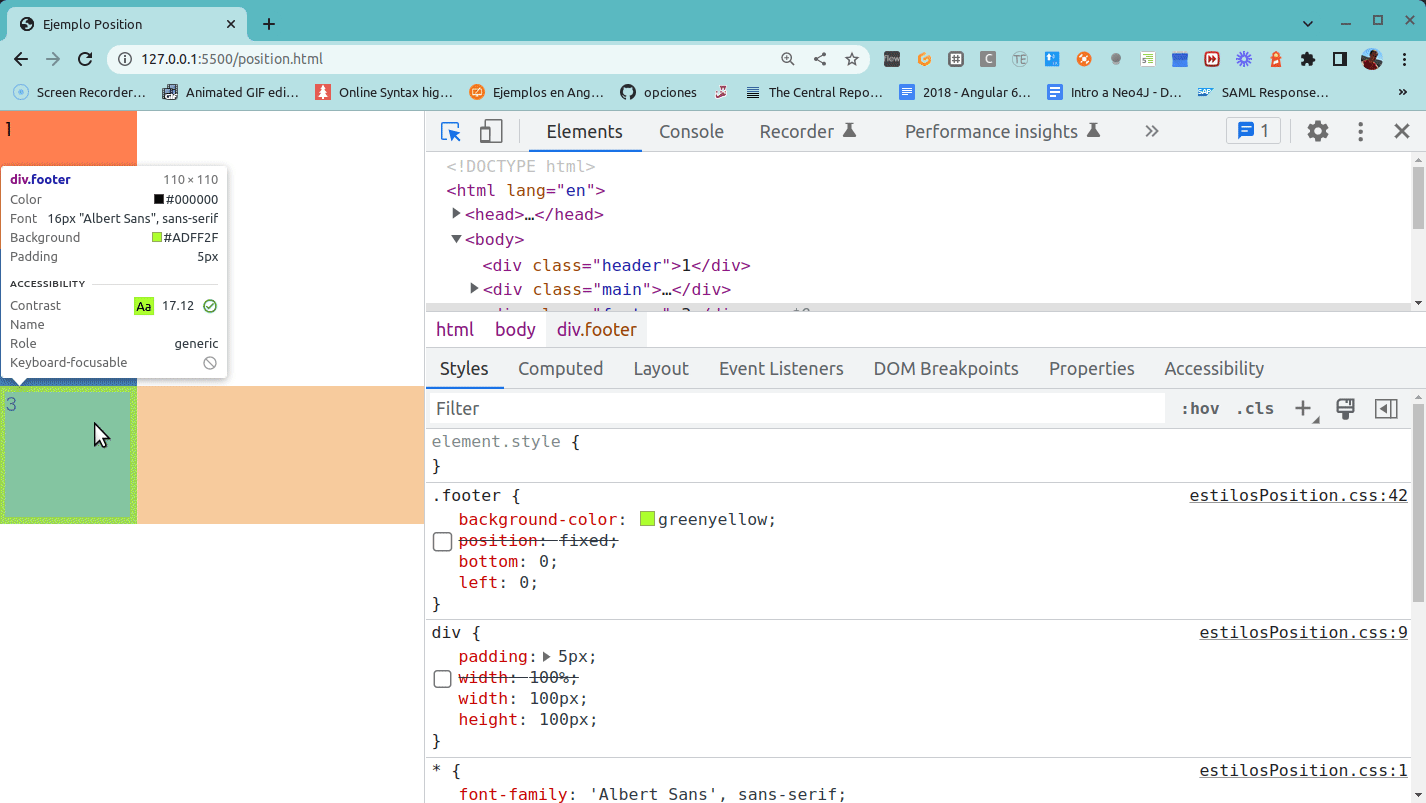 Ejemplo Position
127.0.0.1:5500/position.html
flew C TE
Screen Recorder… Animated GIF edi… Online Syntax hig… Ejemplos en Ang… opciones The Central Repo… 2018 - Angular 6… Intro a Neo4J - D… SAP SAML Response… »
1
div.footer 110 × 110
Color #000000
Font 16px "Albert Sans", sans-serif
Background #ADFF2F
Padding 5px
ACCESSIBILITY
Contrast Aa 17.12
Name
Role generic
Keyboard-focusable
3
Elements Console Recorder Performance insights » 1
<!DOCTYPE html>
<html lang="en">
<head>…</head>
<body>
<div class="header">1</div>
<div class="main">…</div>
html body div.footer
Styles Computed Layout Event Listeners DOM Breakpoints Properties Accessibility
Filter :hov .cls
element.style {
}
.footer { estilosPosition.css:42
background-color: greenyellow;
position: fixed;
bottom: 0;
left: 0;
}
div { estilosPosition.css:9
padding: 5px;
width: 100%;
width: 100px;
height: 100px;
}
* { estilosPosition.css:1
font-family: 'Albert Sans', sans-serif;